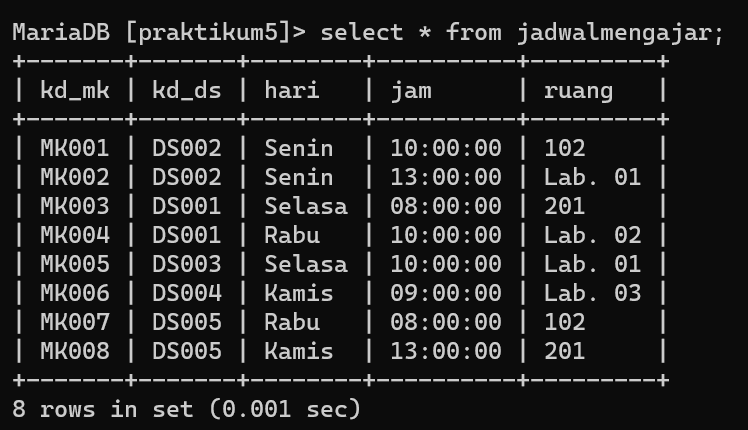 MariaDB [praktikum5]> select * from jadwalmengajar;
+-------+-------+--------+----------+---------+
| kd_mk | kd_ds | hari   | jam      | ruang   |
+-------+-------+--------+----------+---------+
| MK001 | DS002 | Senin  | 10:00:00 | 102     |
| MK002 | DS002 | Senin  | 13:00:00 | Lab. 01 |
| MK003 | DS001 | Selasa | 08:00:00 | 201     |
| MK004 | DS001 | Rabu   | 10:00:00 | Lab. 02 |
| MK005 | DS003 | Selasa | 10:00:00 | Lab. 01 |
| MK006 | DS004 | Kamis  | 09:00:00 | Lab. 03 |
| MK007 | DS005 | Rabu   | 08:00:00 | 102     |
| MK008 | DS005 | Kamis  | 13:00:00 | 201     |
+-------+-------+--------+----------+---------+
8 rows in set (0.001 sec)